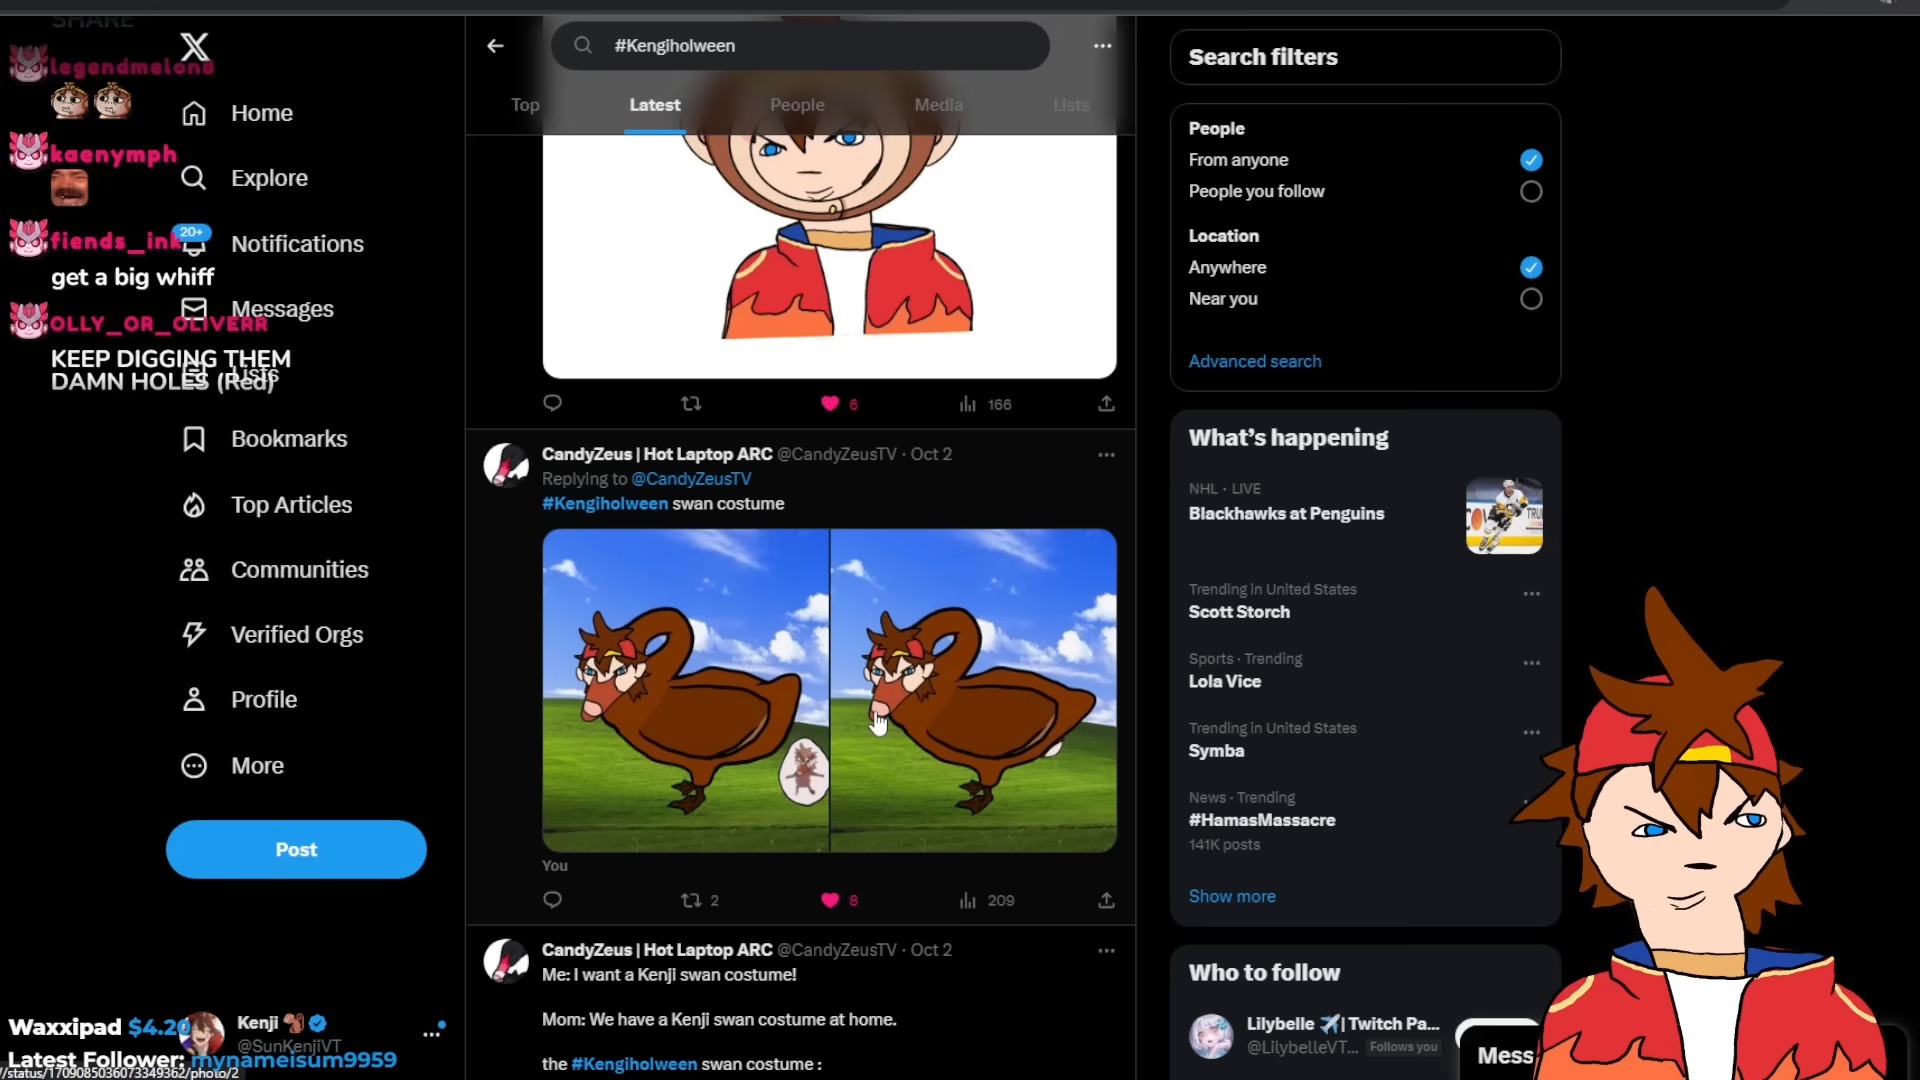 SHARE
legendmelond
kaenymph
fiends_ink
get a big whiff
OLLY_OR_OLIVERR
KEEP DIGGING THEM
DAMN HOLES (Red)
Home
Explore
20+
Notifications
Messages
Lists
Bookmarks
Top Articles
Communities
Verified Orgs
Profile
More
Post
Kenji
@SunKenjiVT
Waxxipad $4.20
Latest Follower: mynameisum9959
/status/1709085036073349362/photo/2
#Kengiholween
Top
Latest
People
Media
Lists
6
166
CandyZeus | Hot Laptop ARC @CandyZeusTV · Oct 2
Replying to @CandyZeusTV
#Kengiholween swan costume
You
2
8
209
CandyZeus | Hot Laptop ARC @CandyZeusTV · Oct 2
Me: I want a Kenji swan costume!
Mom: We have a Kenji swan costume at home.
the #Kengiholween swan costume :
Search filters
People
From anyone
People you follow
Location
Anywhere
Near you
Advanced search
What's happening
NHL · LIVE
Blackhawks at Penguins
Trending in United States
Scott Storch
Sports · Trending
Lola Vice
Trending in United States
Symba
News · Trending
#HamasMassacre
141K posts
Show more
Who to follow
Lilybelle | Twitch Pa...
@LilybelleVT... Follows you
Mess